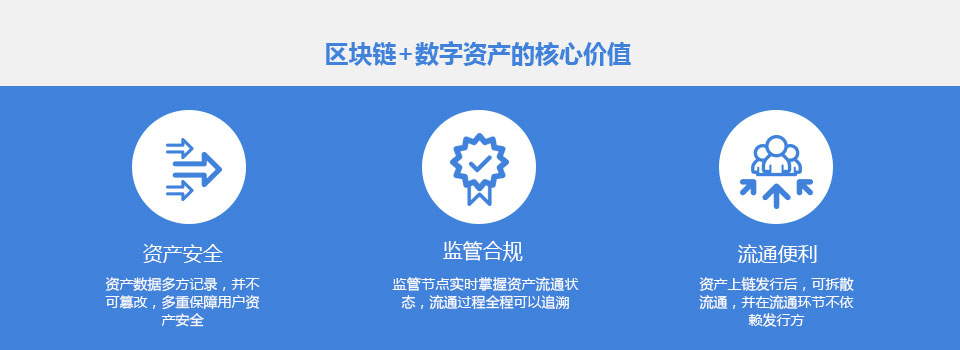 区块链+数字资产的核心价值
资产安全
资产数据多方记录，并不
可篡改，多重保障用户资
产安全
监管合规
监管节点实时掌握资产流通状
态，流通过程全程可以追溯
流通便利
资产上链发行后，可拆散
流通，并在流通环节不依
赖发行方